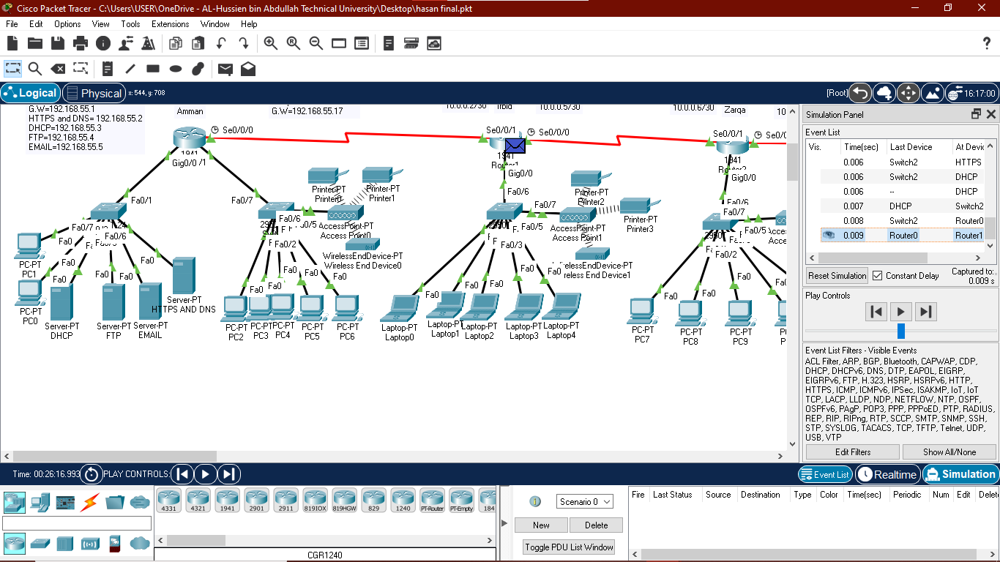 Cisco Packet Tracer - C:\Users\USER\OneDrive - AL-Hussien bin Abdullah Technical University\Desktop\hasan final.pkt
File Edit Options View Tools Extensions Window Help
Logical Physical x: 544, y: 708 [Root] 16:17:00
G.W=192.168.55.1
HTTPS and DNS= 192.168.55.2
DHCP=192.168.55.3
FTP=192.168.55.4
EMAIL=192.168.55.5
Amman
G.W=192.168.55.17
10.0.0.2/30 Irbid 10.0.0.5/30
10.0.0.6/30 Zarqa 10
Se0/0/0
Se0/0/1 Se0/0/0
Se0/0/1 Se0/0/0
1941
Gig0/0 /1
1941
Router1
Gig0/0
1941
Router2
Gig0/0
Fa0/1 Fa0/7 Fa0/6 Fa0/7 Fa0/6
Fa0/7
Printer-PT
Printer0
Printer-PT
Printer1
Printer-PT
Printer2
Printer-PT
Printer3
Fa0/6
AccessPoint-PT
Access Point0
AccessPoint-PT
Access Point1
WirelessEndDevice-PT
Wireless End Device0
WirelessEndDevice-PT
reless End Device1
Fa0/6
Fa0/2
Fa0/3
Fa0/2
Fa0 Fa0 Fa0 Fa0
Fa0 Fa0 Fa0 Fa0 Fa0 Fa0 Fa0 Fa0
PC-PT
PC1
PC-PT
PC0
Server-PT
DHCP
Server-PT
FTP
Server-PT
EMAIL
Server-PT
HTTPS AND DNS
PC-PT
PC2
PC-PT
PC3
PC-PT
PC4
PC-PT
PC5
PC-PT
PC6
Laptop-PT
Laptop0
Laptop-PT
Laptop1
Laptop-PT
Laptop2
Laptop-PT
Laptop3
Laptop-PT
Laptop4
PC-PT
PC7
PC-PT
PC8
PC-PT
PC9
Simulation Panel
Event List
Vis. Time(sec) Last Device At Devic
0.006 Switch2 HTTPS
0.006 Switch2 DHCP
0.006 -- DHCP
0.007 DHCP Switch2
0.008 Switch2 Router0
0.009 Router0 Router1
Reset Simulation Constant Delay Captured to:
0.009 s
Play Controls
Event List Filters - Visible Events
ACL Filter, ARP, BGP, Bluetooth, CAPWAP, CDP,
DHCP, DHCPv6, DNS, DTP, EAPOL, EIGRP,
EIGRPv6, FTP, H.323, HSRP, HSRPv6, HTTP,
HTTPS, ICMP, ICMPv6, IPSec, ISAKMP, IoT, IoT
TCP, LACP, LLDP, NDP, NETFLOW, NTP, OSPF,
OSPFv6, PAgP, POP3, PPP, PPPoED, PTP, RADIUS,
REP, RIP, RIPng, RTP, SCCP, SMTP, SNMP, SSH,
STP, SYSLOG, TACACS, TCP, TFTP, Telnet, UDP,
USB, VTP
Edit Filters Show All/None
Time: 00:26:16.993 PLAY CONTROLS: Event List Realtime Simulation
4331 4321 1941 2901 2911 819IOX 819HGW 829 1240 PT-Router PT-Empty 184
CGR1240
Scenario 0
New Delete
Toggle PDU List Window
Fire Last Status Source Destination Type Color Time(sec) Periodic Num Edit Delete